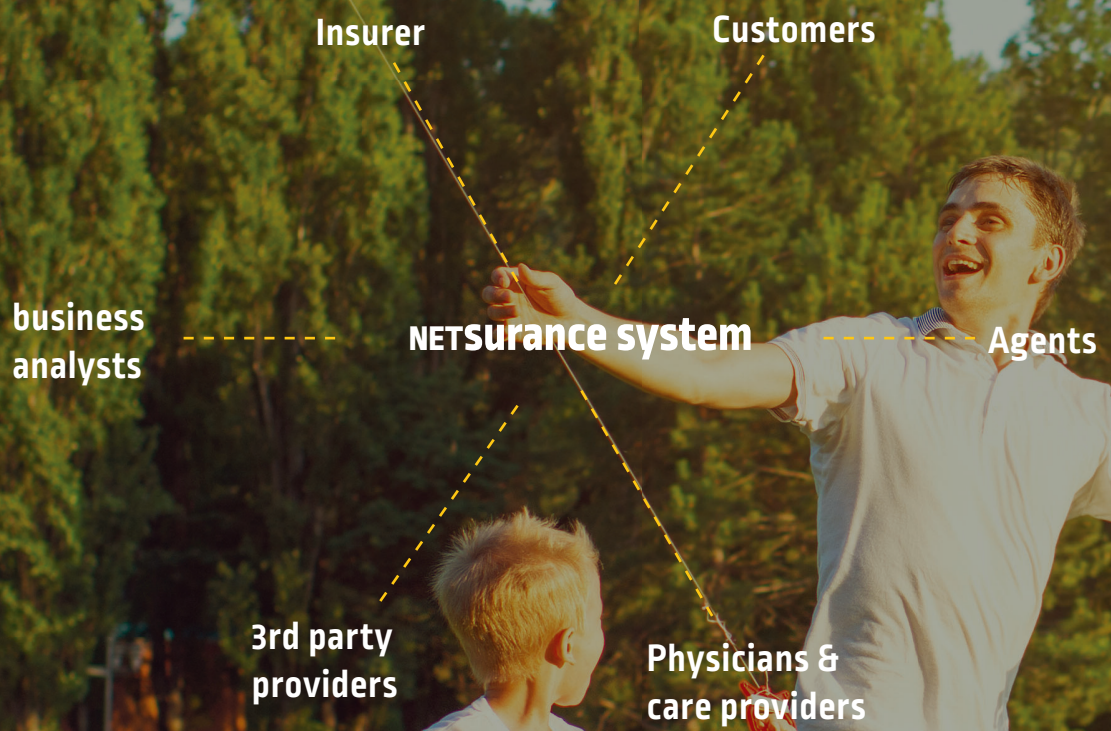 Insurer
Customers
business
analysts
NETsurance system
Agents
3rd party
providers
Physicians &
care providers